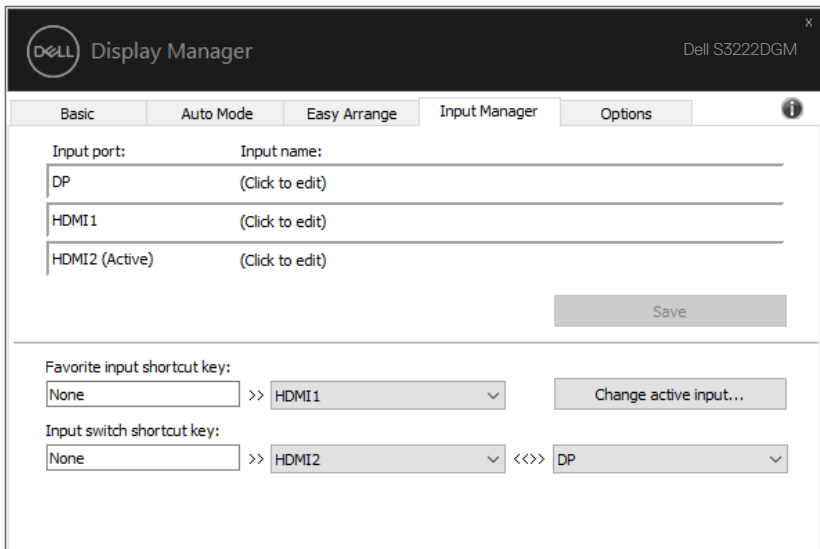 x
DELL Display Manager Dell S3222DGM
Basic Auto Mode Easy Arrange Input Manager Options i
Input port: Input name:
DP (Click to edit)
HDMI1 (Click to edit)
HDMI2 (Active) (Click to edit)
Save
Favorite input shortcut key:
None >> HDMI1 Change active input...
Input switch shortcut key:
None >> HDMI2 <<>> DP